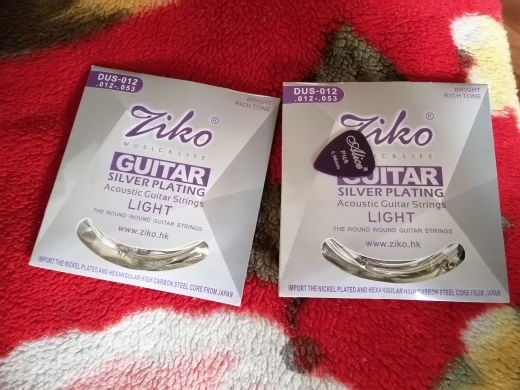 DUS-012
.012-.053
BRIGHT
RICH TONE
Ziko®
MUSIC & LIFE
GUITAR
SILVER PLATING
Acoustic Guitar Strings
LIGHT
THE ROUND WOUND GUITAR STRINGS
www.ziko.hk
IMPORT THE NICKEL PLATED AND HEXANGULAR HIGH CARBON STEEL CORE FROM JAPAN
DUS-012
.012-.053
BRIGHT
RICH TONE
Ziko®
& LIFE
Alice
Pick
GUITAR
SILVER PLATING
Acoustic Guitar Strings
LIGHT
THE ROUND WOUND GUITAR STRINGS
www.ziko.hk
IMPORT THE NICKEL PLATED AND HEXANGULAR HIGH CARBON STEEL CORE FROM JAPAN